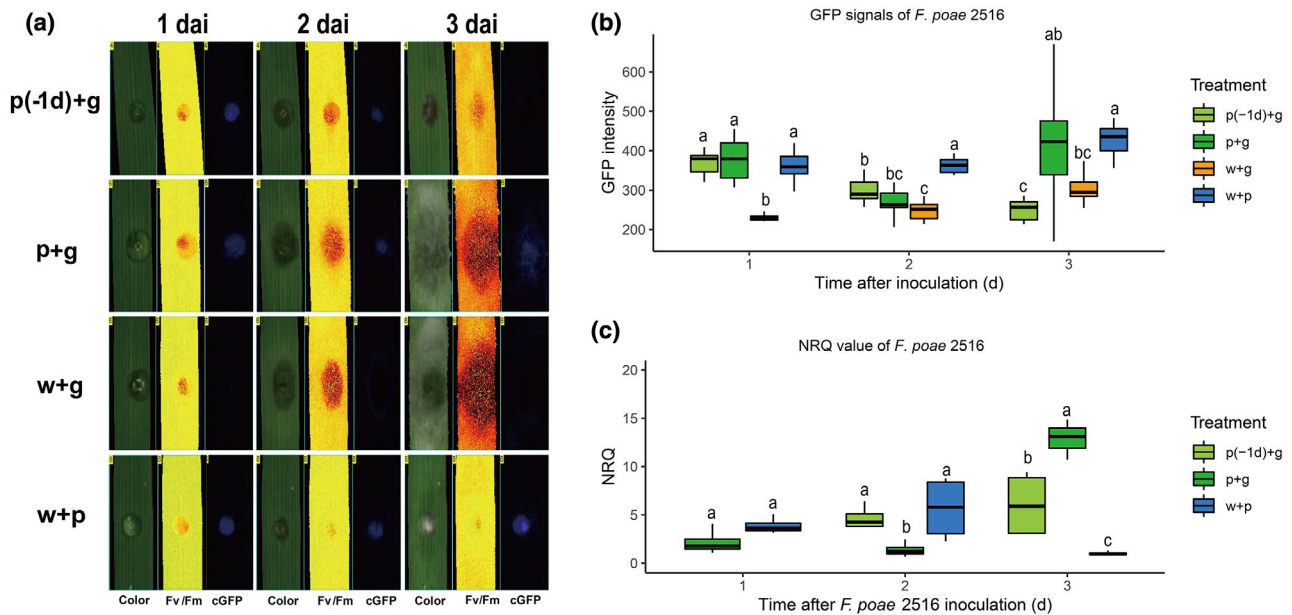 (a)
1 dai 2 dai 3 dai
p(-1d)+g
p+g
w+g
w+p
Color Fv/Fm cGFP Color Fv/Fm cGFP Color Fv/Fm cGFP
(b)
GFP signals of F. poae 2516
GFP intensity
600
500
400
300
200
a a b a
b bc c a
c ab bc a
1 2 3
Time after inoculation (d)
Treatment
p(−1d)+g
p+g
w+g
w+p
(c)
NRQ value of F. poae 2516
NRQ
20
15
10
5
0
a a
a b a
b a c
1 2 3
Time after F. poae 2516 inoculation (d)
Treatment
p(−1d)+g
p+g
w+p